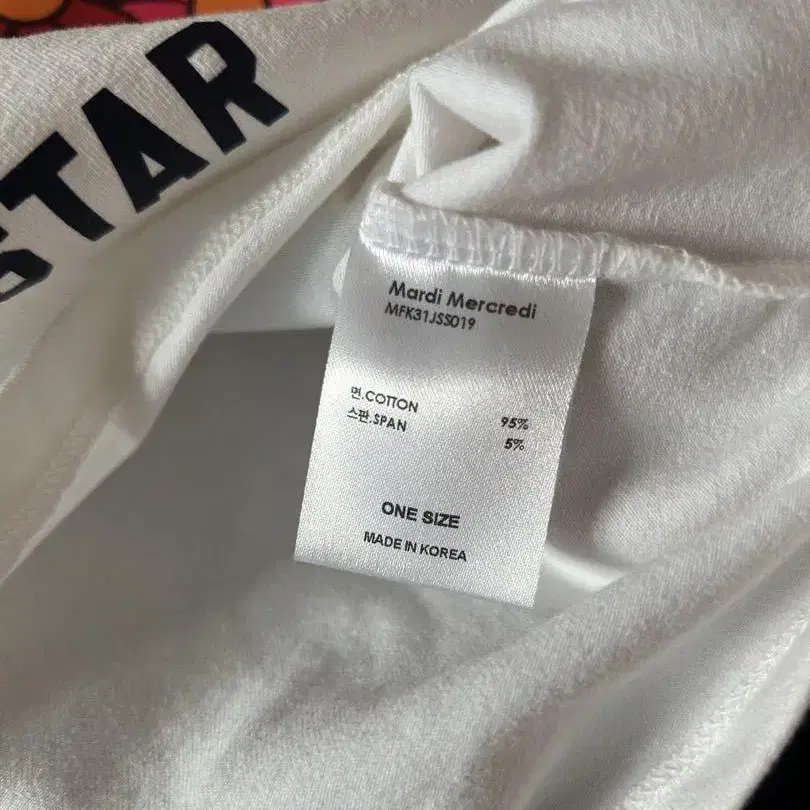 STAR
Mardi Mercredi
MFK31JSS019
면.COTTON 95%
스판.SPAN 5%
ONE SIZE
MADE IN KOREA